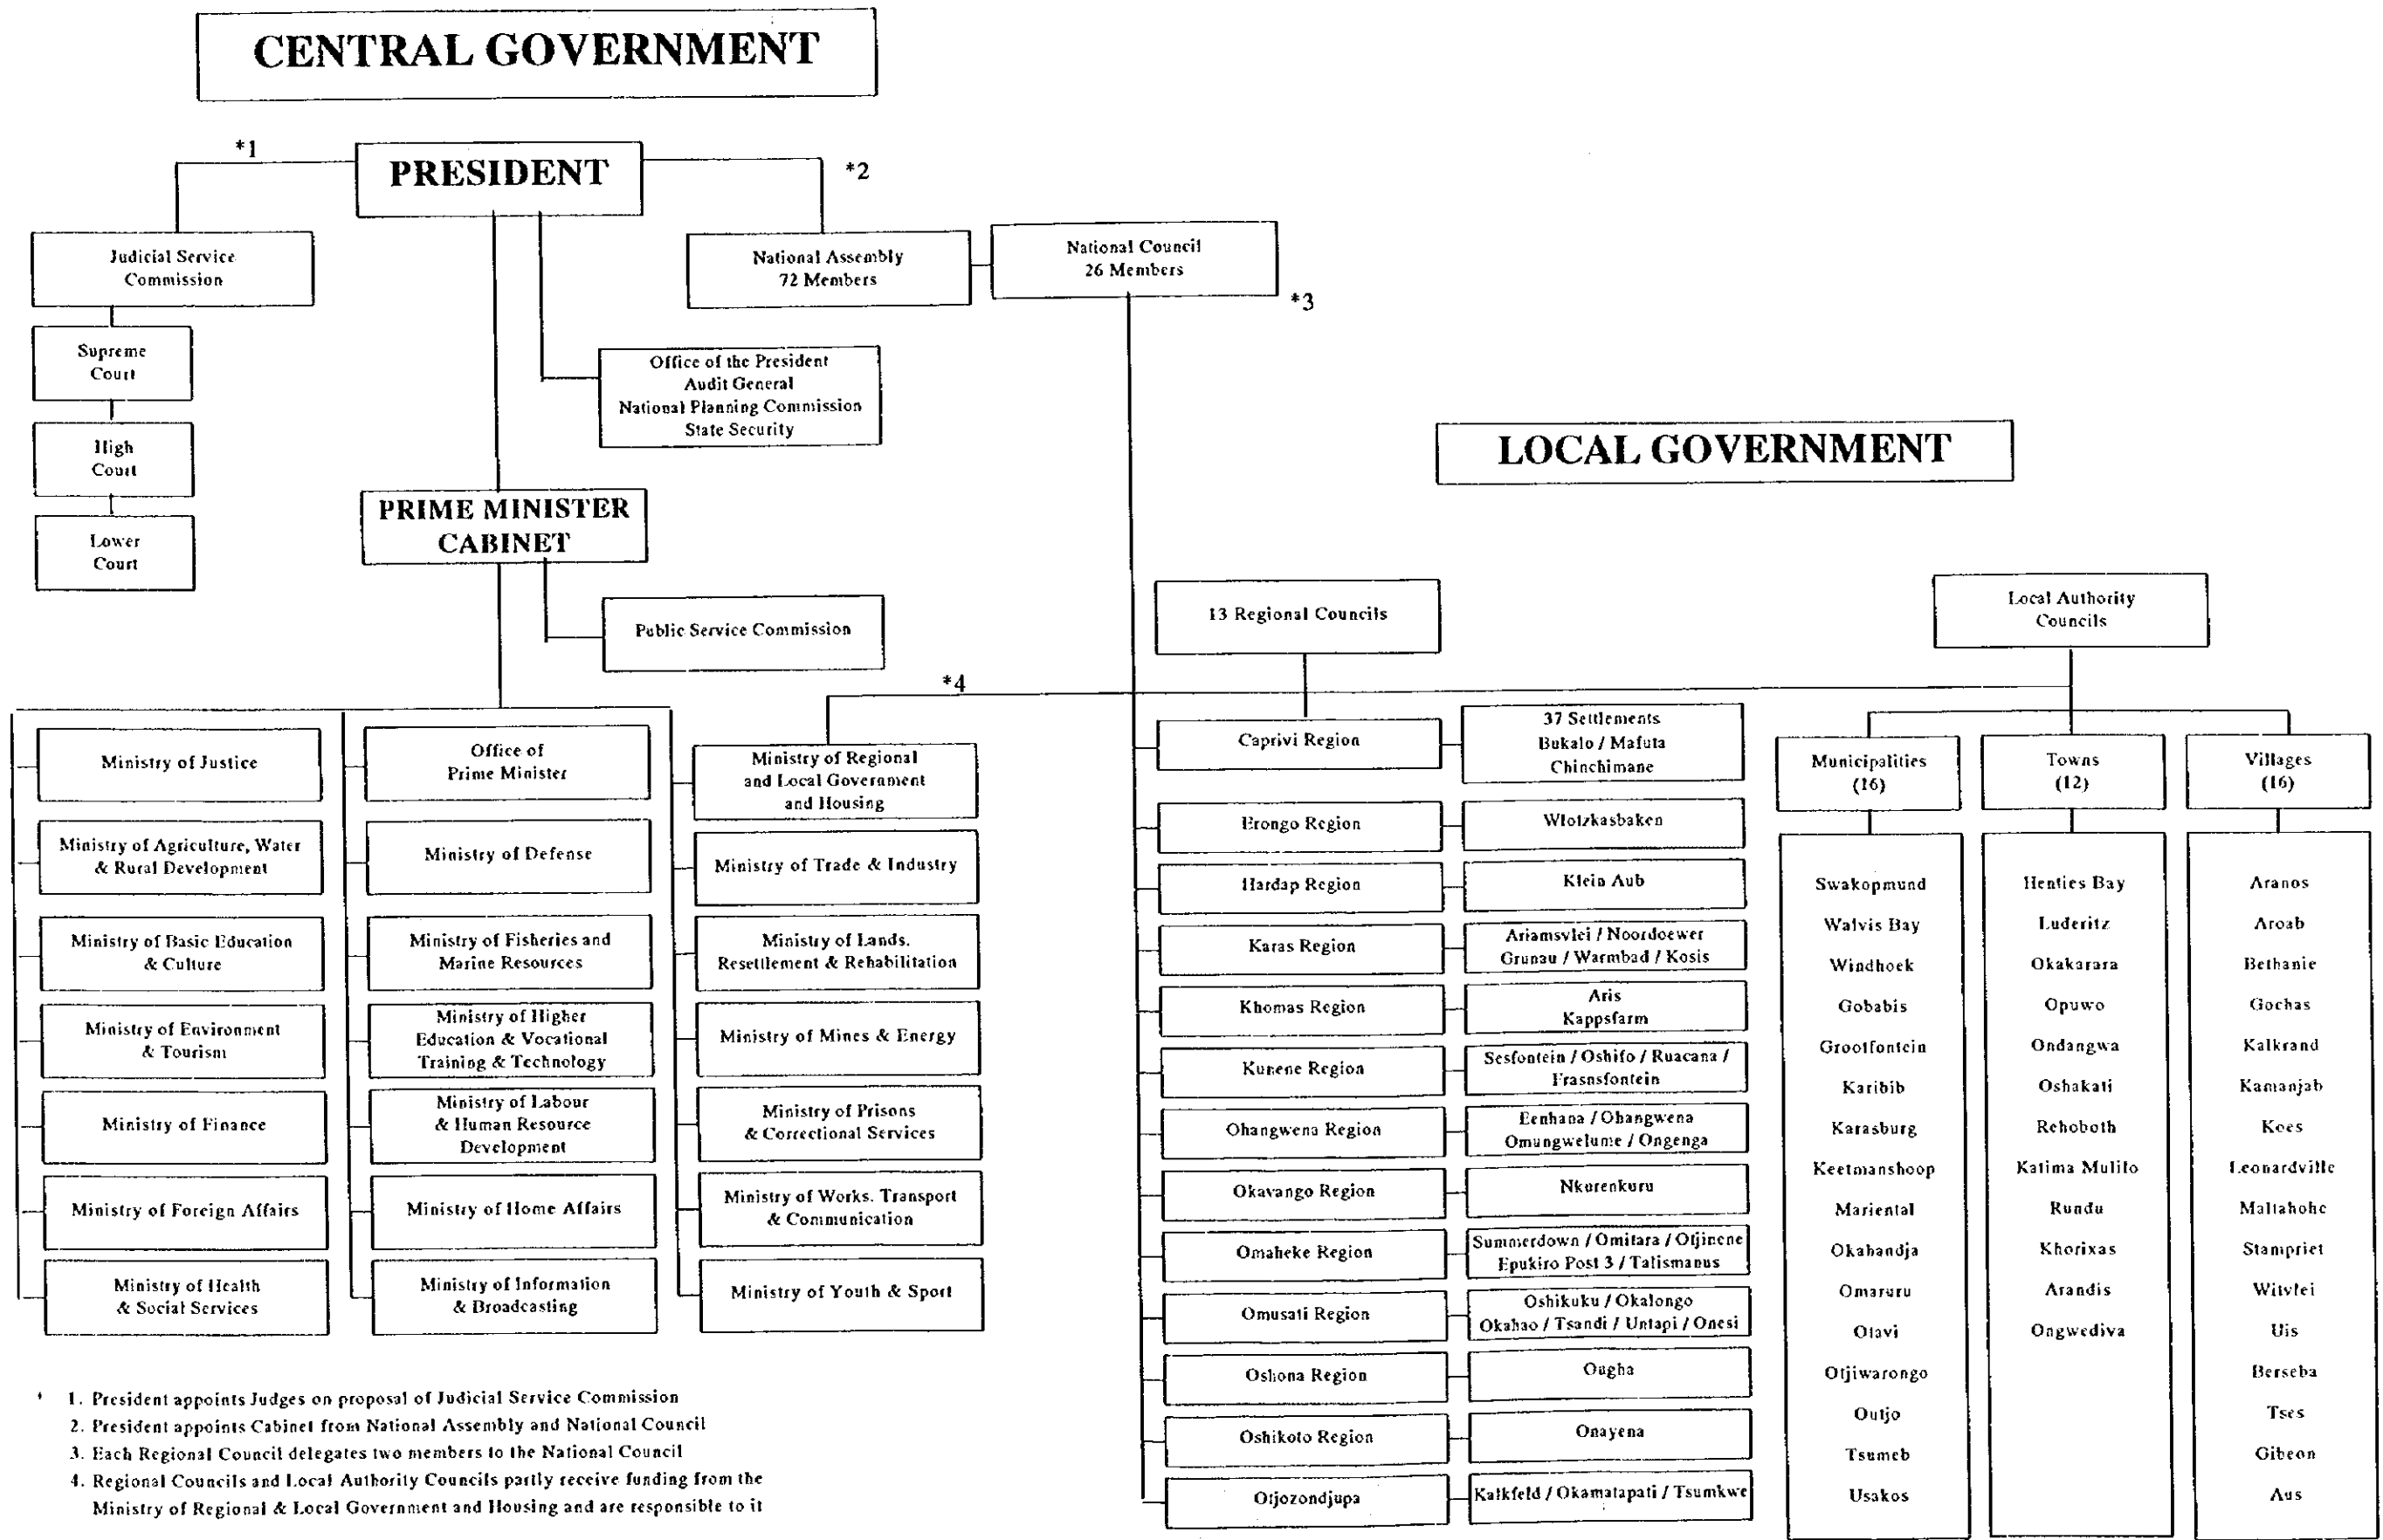 CENTRAL GOVERNMENT
*1
PRESIDENT
*2
Judicial Service
Commission
National Assembly
72 Members
National Council
26 Members
*3
Supreme
Court
Office of the President
Audit General
National Planning Commission
State Security
High
Court
LOCAL GOVERNMENT
PRIME MINISTER
CABINET
Lower
Court
Public Service Commission
13 Regional Councils
Local Authority
Councils
*4
Ministry of Justice
Ministry of Agriculture, Water
& Rural Development
Ministry of Basic Education
& Culture
Ministry of Environment
& Tourism
Ministry of Finance
Ministry of Foreign Affairs
Ministry of Health
& Social Services
Office of
Prime Minister
Ministry of Defense
Ministry of Fisheries and
Marine Resources
Ministry of Higher
Education & Vocational
Training & Technology
Ministry of Labour
& Human Resource
Development
Ministry of Home Affairs
Ministry of Information
& Broadcasting
Ministry of Regional
and Local Government
and Housing
Ministry of Trade & Industry
Ministry of Lands.
Resettlement & Rehabilitation
Ministry of Mines & Energy
Ministry of Prisons
& Correctional Services
Ministry of Works. Transport
& Communication
Ministry of Youth & Sport
Caprivi Region
37 Settlements
Bukalo / Mafuta
Chinchimane
Erongo Region
Wlotzkasbaken
Hardap Region
Klein Aub
Karas Region
Ariamsvlei / Noordoewer
Grunau / Warmbad / Kosis
Khomas Region
Aris
Kappsfarm
Kunene Region
Sesfontein / Oshifo / Ruacana /
Frasnsfontein
Ohangwena Region
Eenhana / Ohangwena
Omungwelume / Ongenga
Okavango Region
Nkurenkuru
Omaheke Region
Summerdown / Omitara / Otjinene
Epukiro Post 3 / Talismanus
Omusati Region
Oshikuku / Okalongo
Okahao / Tsandi / Untapi / Onesi
Oshona Region
Ougha
Oshikoto Region
Onayena
Otjozondjupa
Kalkfeld / Okamatapati / Tsumkwe
Municipalities
(16)
Swakopmund
Walvis Bay
Windhoek
Gobabis
Grootfontein
Karibib
Karasburg
Keetmanshoop
Mariental
Okahandja
Omaruru
Otavi
Otjiwarongo
Outjo
Tsumeb
Usakos
Towns
(12)
Henties Bay
Luderitz
Okakarara
Opuwo
Ondangwa
Oshakati
Rehoboth
Katima Mulilo
Rundu
Khorixas
Arandis
Ongwediva
Villages
(16)
Aranos
Aroab
Bethanie
Gochas
Kalkrand
Kamanjab
Koes
Leonardville
Maltahohe
Stampriet
Witvlei
Uis
Berseba
Tses
Gibeon
Aus
* 1. President appoints Judges on proposal of Judicial Service Commission
2. President appoints Cabinet from National Assembly and National Council
3. Each Regional Council delegates two members to the National Council
4. Regional Councils and Local Authority Councils partly receive funding from the
Ministry of Regional & Local Government and Housing and are responsible to it